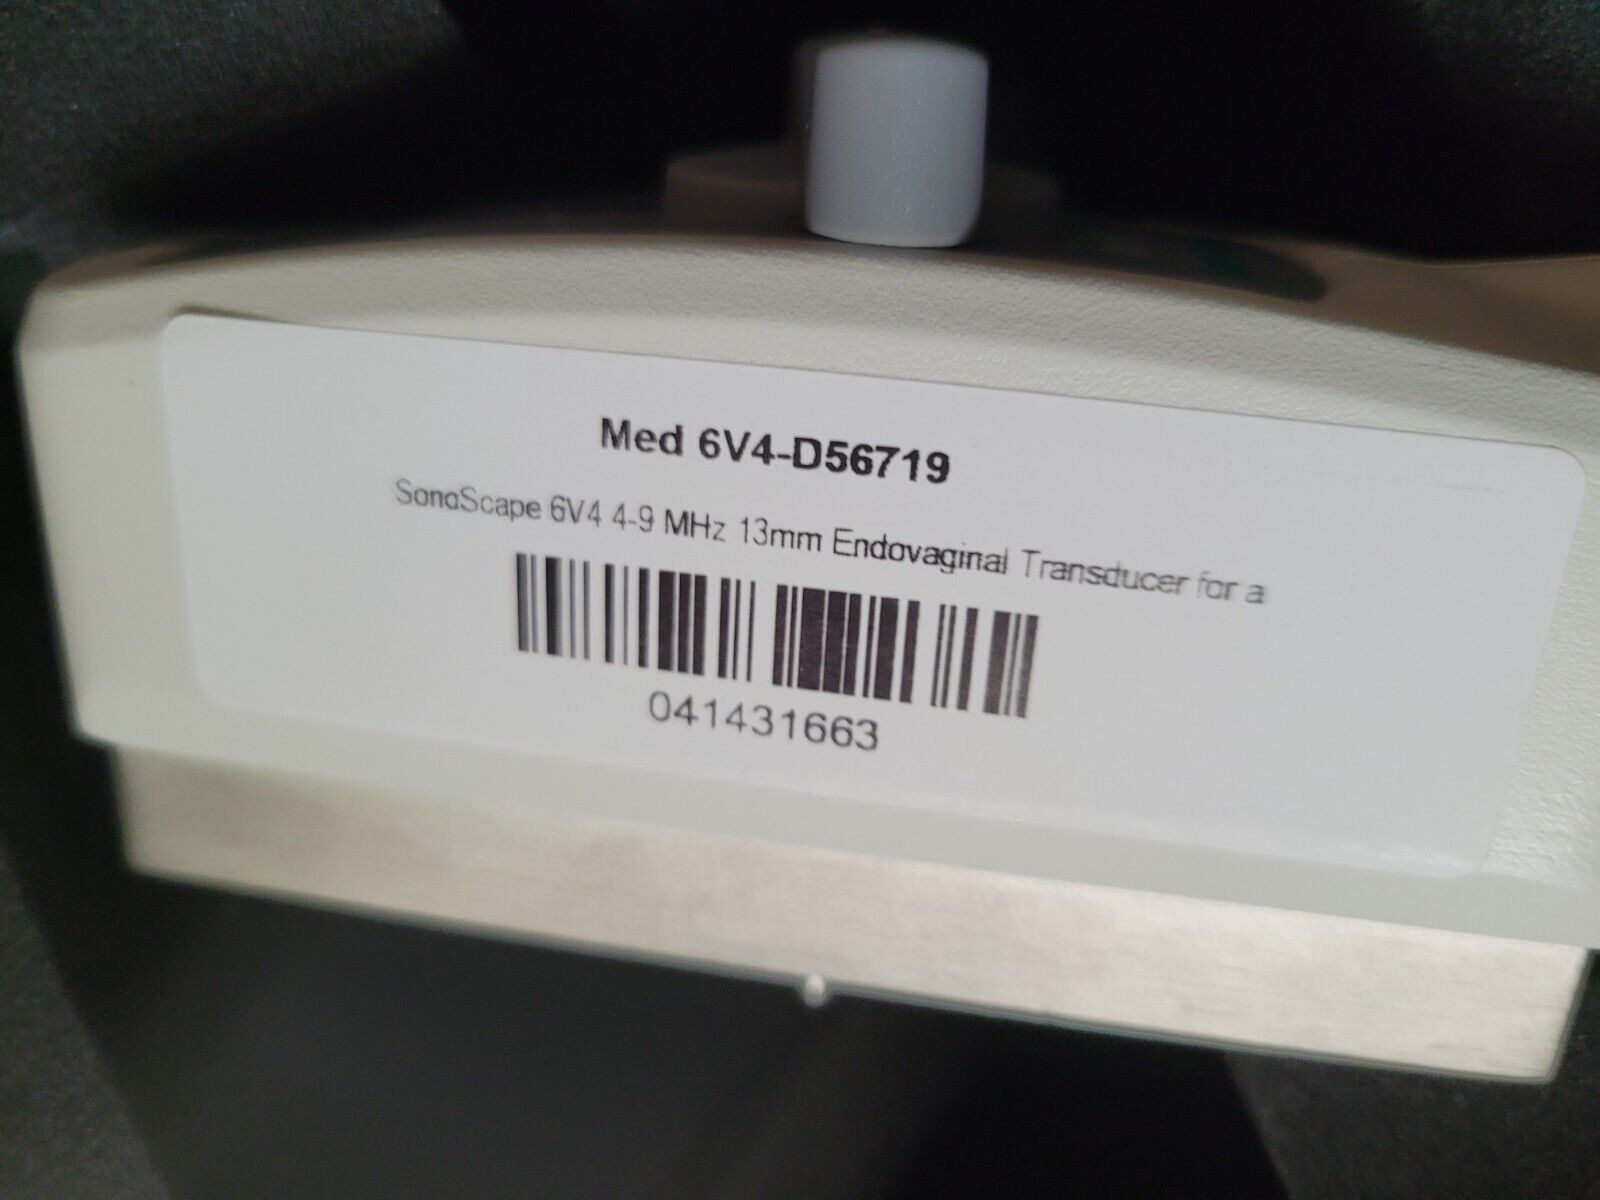 Med 6V4-D56719
SonoScape 6V4 4-9 MHz 13mm Endovaginal Transducer for a
041431663